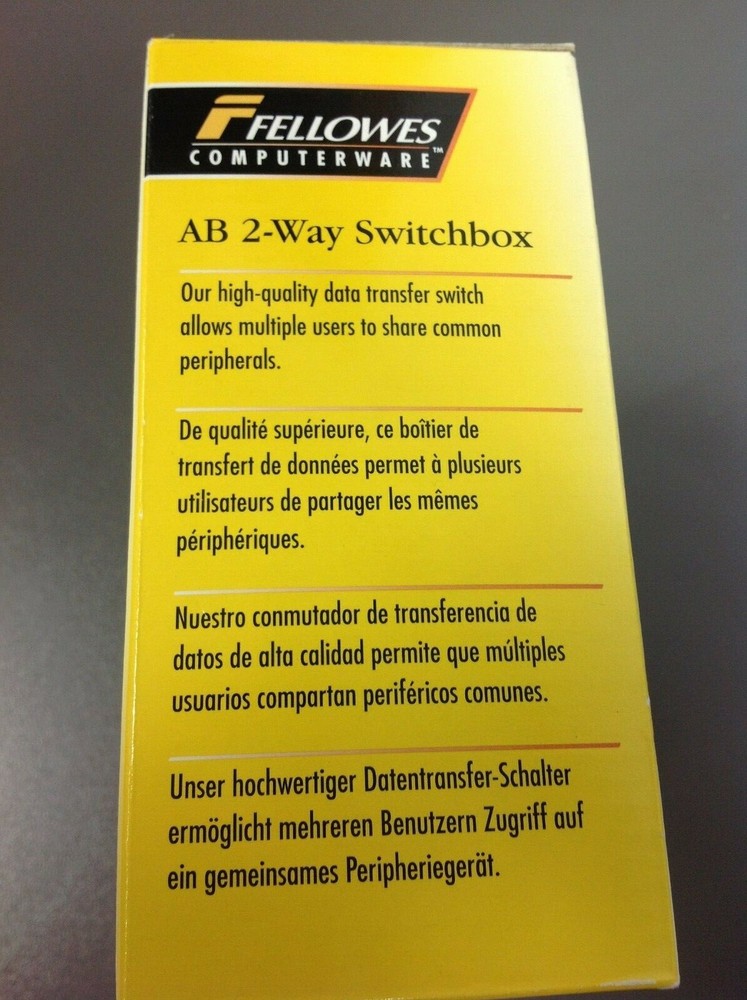 FELLOWES
COMPUTERWARE™
AB 2-Way Switchbox
Our high-quality data transfer switch
allows multiple users to share common
peripherals.
De qualité supérieure, ce boîtier de
transfert de données permet à plusieurs
utilisateurs de partager les mêmes
périphériques.
Nuestro conmutador de transferencia de
datos de alta calidad permite que múltiples
usuarios compartan periféricos comunes.
Unser hochwertiger Datentransfer-Schalter
ermöglicht mehreren Benutzern Zugriff auf
ein gemeinsames Peripheriegerät.